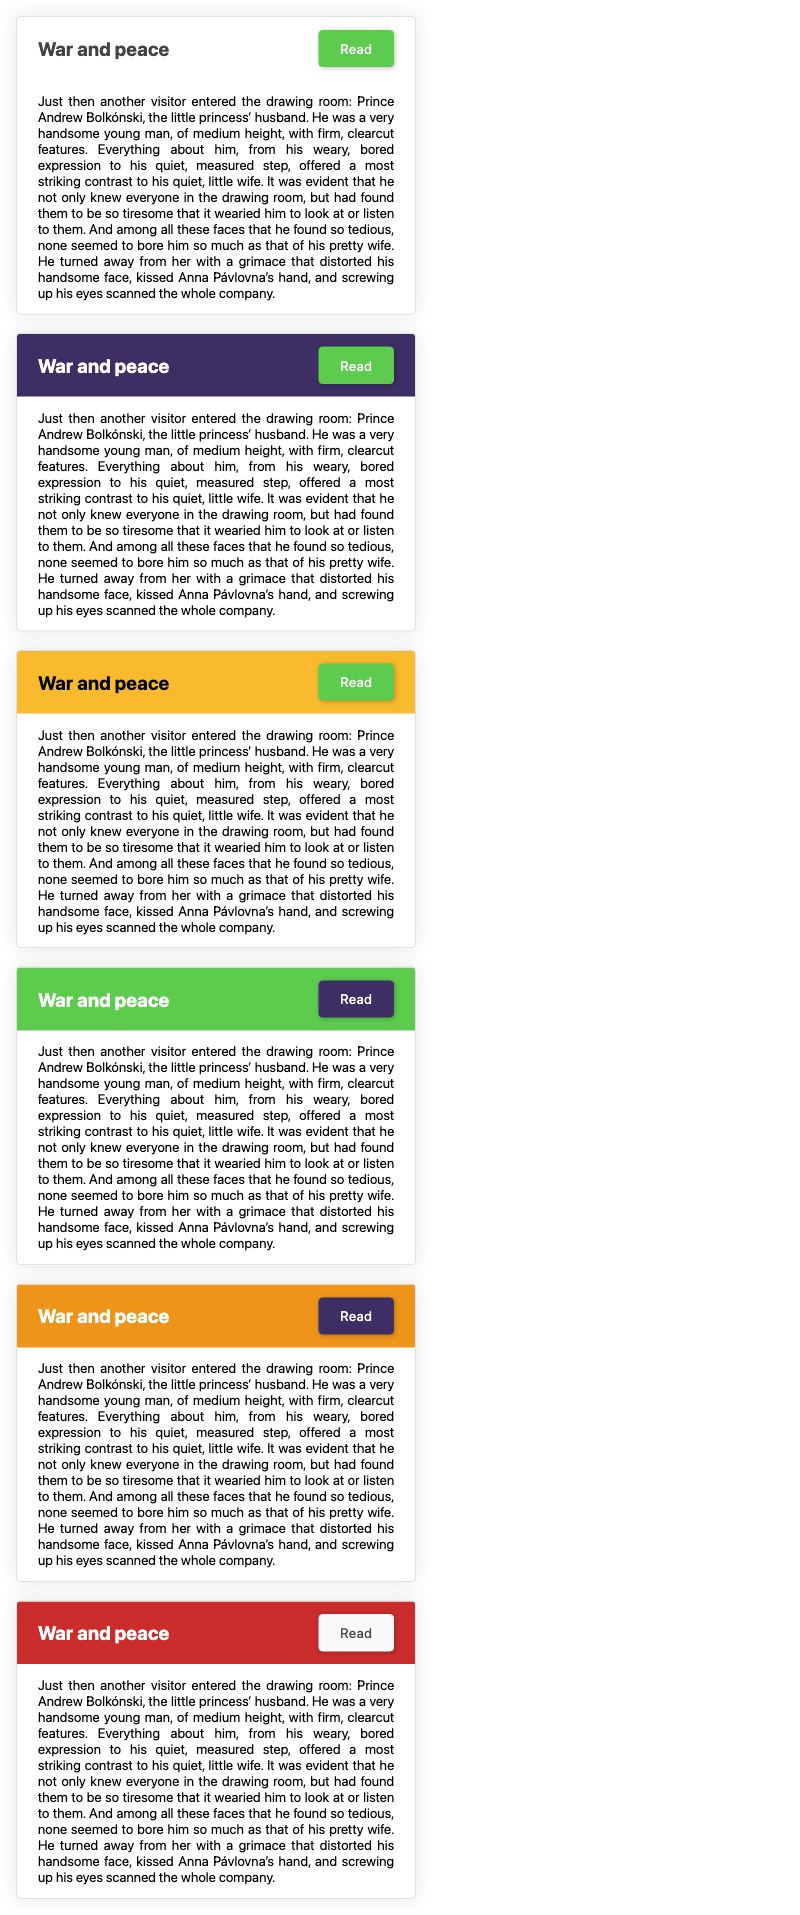 War and peace
Read
Just then another visitor entered the drawing room: Prince
Andrew Bolkónski, the little princess’ husband. He was a very
handsome young man, of medium height, with firm, clearcut
features. Everything about him, from his weary, bored
expression to his quiet, measured step, offered a most
striking contrast to his quiet, little wife. It was evident that he
not only knew everyone in the drawing room, but had found
them to be so tiresome that it wearied him to look at or listen
to them. And among all these faces that he found so tedious,
none seemed to bore him so much as that of his pretty wife.
He turned away from her with a grimace that distorted his
handsome face, kissed Anna Pávlovna’s hand, and screwing
up his eyes scanned the whole company.
War and peace
Read
Just then another visitor entered the drawing room: Prince
Andrew Bolkónski, the little princess’ husband. He was a very
handsome young man, of medium height, with firm, clearcut
features. Everything about him, from his weary, bored
expression to his quiet, measured step, offered a most
striking contrast to his quiet, little wife. It was evident that he
not only knew everyone in the drawing room, but had found
them to be so tiresome that it wearied him to look at or listen
to them. And among all these faces that he found so tedious,
none seemed to bore him so much as that of his pretty wife.
He turned away from her with a grimace that distorted his
handsome face, kissed Anna Pávlovna’s hand, and screwing
up his eyes scanned the whole company.
War and peace
Read
Just then another visitor entered the drawing room: Prince
Andrew Bolkónski, the little princess’ husband. He was a very
handsome young man, of medium height, with firm, clearcut
features. Everything about him, from his weary, bored
expression to his quiet, measured step, offered a most
striking contrast to his quiet, little wife. It was evident that he
not only knew everyone in the drawing room, but had found
them to be so tiresome that it wearied him to look at or listen
to them. And among all these faces that he found so tedious,
none seemed to bore him so much as that of his pretty wife.
He turned away from her with a grimace that distorted his
handsome face, kissed Anna Pávlovna’s hand, and screwing
up his eyes scanned the whole company.
War and peace
Read
Just then another visitor entered the drawing room: Prince
Andrew Bolkónski, the little princess’ husband. He was a very
handsome young man, of medium height, with firm, clearcut
features. Everything about him, from his weary, bored
expression to his quiet, measured step, offered a most
striking contrast to his quiet, little wife. It was evident that he
not only knew everyone in the drawing room, but had found
them to be so tiresome that it wearied him to look at or listen
to them. And among all these faces that he found so tedious,
none seemed to bore him so much as that of his pretty wife.
He turned away from her with a grimace that distorted his
handsome face, kissed Anna Pávlovna’s hand, and screwing
up his eyes scanned the whole company.
War and peace
Read
Just then another visitor entered the drawing room: Prince
Andrew Bolkónski, the little princess’ husband. He was a very
handsome young man, of medium height, with firm, clearcut
features. Everything about him, from his weary, bored
expression to his quiet, measured step, offered a most
striking contrast to his quiet, little wife. It was evident that he
not only knew everyone in the drawing room, but had found
them to be so tiresome that it wearied him to look at or listen
to them. And among all these faces that he found so tedious,
none seemed to bore him so much as that of his pretty wife.
He turned away from her with a grimace that distorted his
handsome face, kissed Anna Pávlovna’s hand, and screwing
up his eyes scanned the whole company.
War and peace
Read
Just then another visitor entered the drawing room: Prince
Andrew Bolkónski, the little princess’ husband. He was a very
handsome young man, of medium height, with firm, clearcut
features. Everything about him, from his weary, bored
expression to his quiet, measured step, offered a most
striking contrast to his quiet, little wife. It was evident that he
not only knew everyone in the drawing room, but had found
them to be so tiresome that it wearied him to look at or listen
to them. And among all these faces that he found so tedious,
none seemed to bore him so much as that of his pretty wife.
He turned away from her with a grimace that distorted his
handsome face, kissed Anna Pávlovna’s hand, and screwing
up his eyes scanned the whole company.